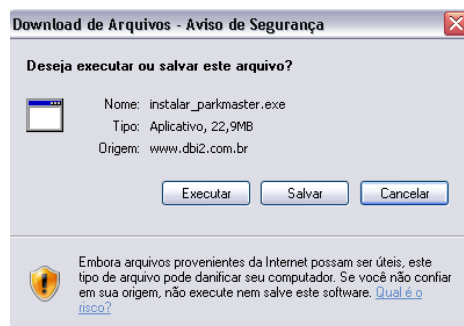 Download de Arquivos - Aviso de Segurança
Deseja executar ou salvar este arquivo?
Nome: instalar_parkmaster.exe
Tipo: Aplicativo, 22,9MB
Origem: www.dbi2.com.br
Executar Salvar Cancelar
Embora arquivos provenientes da Internet possam ser úteis, este
tipo de arquivo pode danificar seu computador. Se você não confiar
em sua origem, não execute nem salve este software. Qual é o
risco?